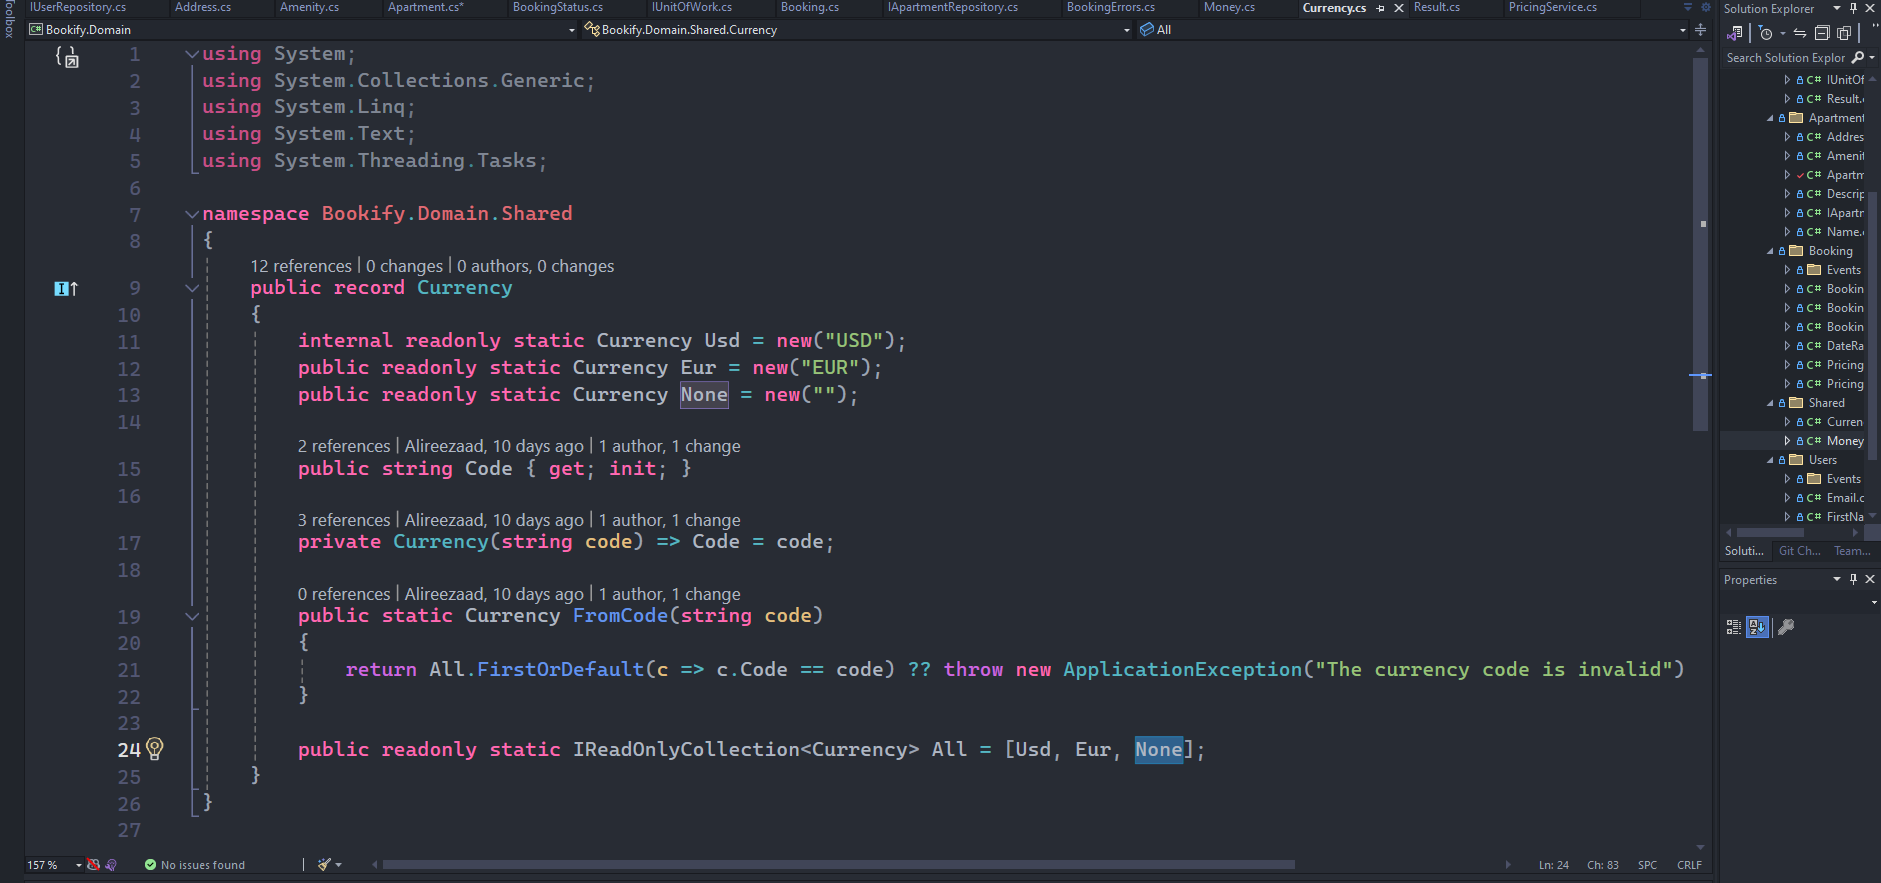 Toolbox
IUserRepository.cs
Address.cs
Amenity.cs
Apartment.cs*
BookingStatus.cs
IUnitOfWork.cs
Booking.cs
IApartmentRepository.cs
BookingErrors.cs
Money.cs
Currency.cs
Result.cs
PricingService.cs
Bookify.Domain
Bookify.Domain.Shared.Currency
All
1 using System;
2 using System.Collections.Generic;
3 using System.Linq;
4 using System.Text;
5 using System.Threading.Tasks;
6
7 namespace Bookify.Domain.Shared
8 {
12 references | 0 changes | 0 authors, 0 changes
9 public record Currency
10 {
11 internal readonly static Currency Usd = new("USD");
12 public readonly static Currency Eur = new("EUR");
13 public readonly static Currency None = new("");
14
2 references | Alireezaad, 10 days ago | 1 author, 1 change
15 public string Code { get; init; }
16
3 references | Alireezaad, 10 days ago | 1 author, 1 change
17 private Currency(string code) => Code = code;
18
0 references | Alireezaad, 10 days ago | 1 author, 1 change
19 public static Currency FromCode(string code)
20 {
21 return All.FirstOrDefault(c => c.Code == code) ?? throw new ApplicationException("The currency code is invalid")
22 }
23
24 public readonly static IReadOnlyCollection<Currency> All = [Usd, Eur, None];
25 }
26 }
27
157 %
No issues found
Ln: 24 Ch: 83 SPC CRLF
Solution Explorer
Search Solution Explor
C# IUnitOf
C# Result.
Apartment
C# Addres
C# Amenit
C# Apartm
C# Descrip
C# IApartr
C# Name.
Booking
Events
C# Bookin
C# Bookin
C# Bookin
C# DateRa
C# Pricing
C# Pricing
Shared
C# Curren
C# Money
Users
Events
C# Email.c
C# FirstNa
Soluti... Git Ch... Team...
Properties